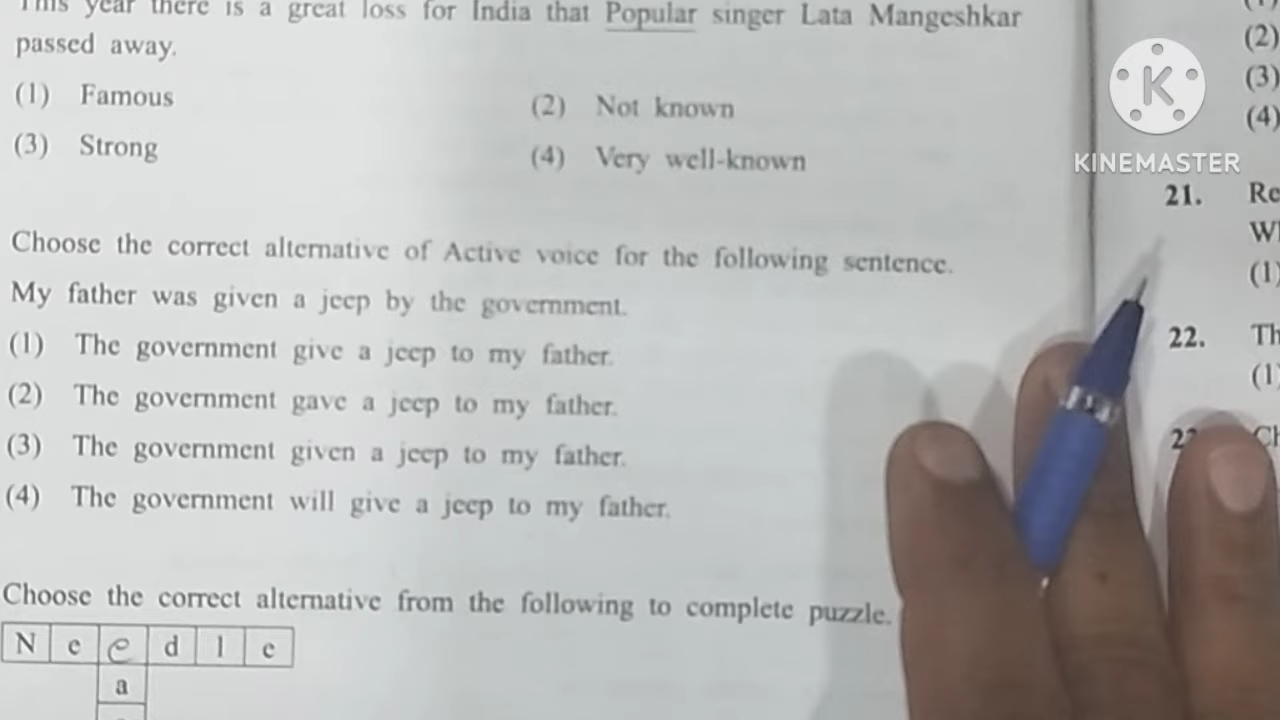 This year there is a great loss for India that Popular singer Lata Mangeshkar
passed away.
(1) Famous
(2) Not known
(3) Strong
(4) Very well-known
Choose the correct alternative of Active voice for the following sentence.
My father was given a jeep by the government.
(1) The government give a jeep to my father.
(2) The government gave a jeep to my father.
(3) The government given a jeep to my father.
(4) The government will give a jeep to my father.
Choose the correct alternative from the following to complete puzzle.
N e e d l e
a
(2)
(3)
(4)
K
KINEMASTER
21.
(1)
22.
(1)